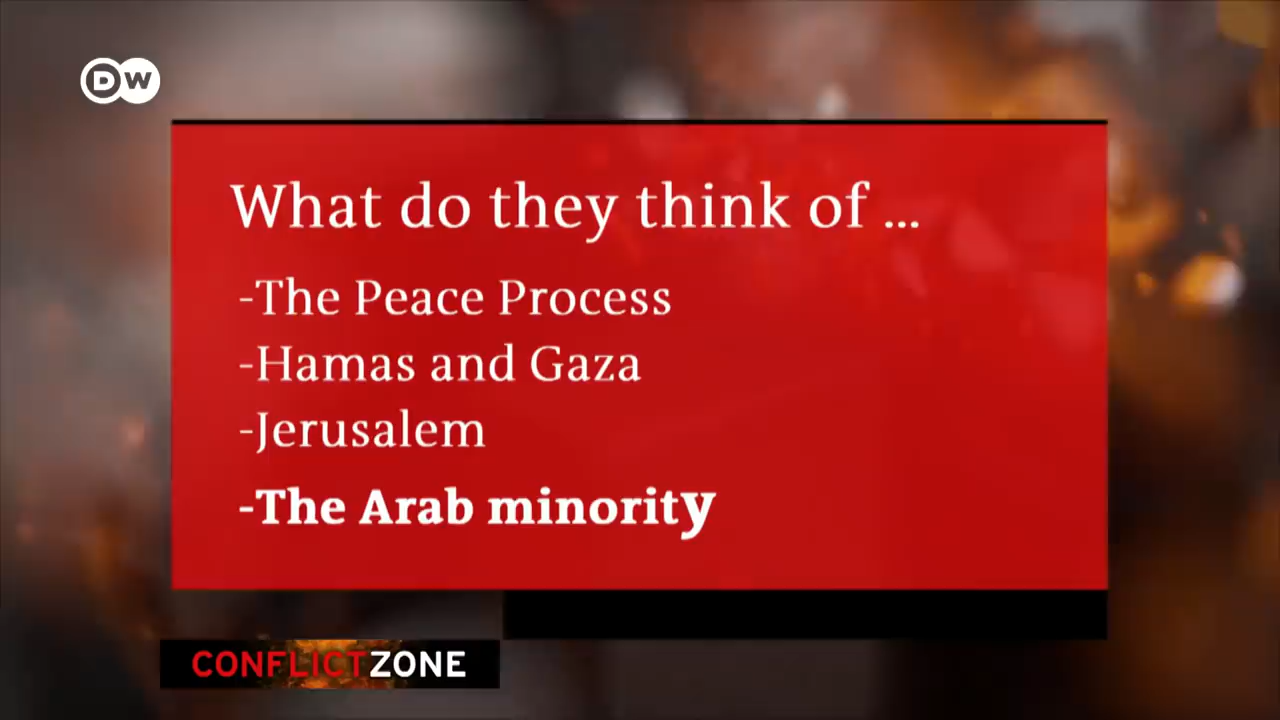 DW
What do they think of ...
-The Peace Process
-Hamas and Gaza
-Jerusalem
-The Arab minority
CONFLICTZONE